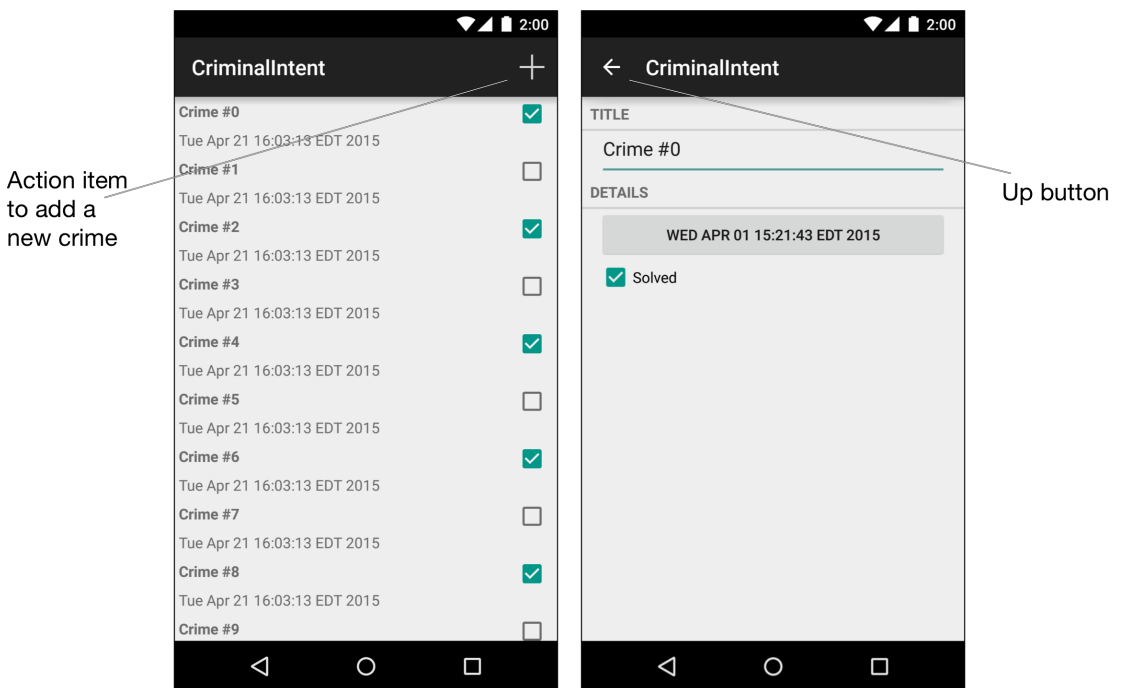 2:00
CriminalIntent
Crime #0
Tue Apr 21 16:03:13 EDT 2015
Crime #1
Tue Apr 21 16:03:13 EDT 2015
Crime #2
Tue Apr 21 16:03:13 EDT 2015
Crime #3
Tue Apr 21 16:03:13 EDT 2015
Crime #4
Tue Apr 21 16:03:13 EDT 2015
Crime #5
Tue Apr 21 16:03:13 EDT 2015
Crime #6
Tue Apr 21 16:03:13 EDT 2015
Crime #7
Tue Apr 21 16:03:13 EDT 2015
Crime #8
Tue Apr 21 16:03:13 EDT 2015
Crime #9
Action item
to add a
new crime
2:00
CriminalIntent
TITLE
Crime #0
DETAILS
WED APR 01 15:21:43 EDT 2015
Solved
Up button